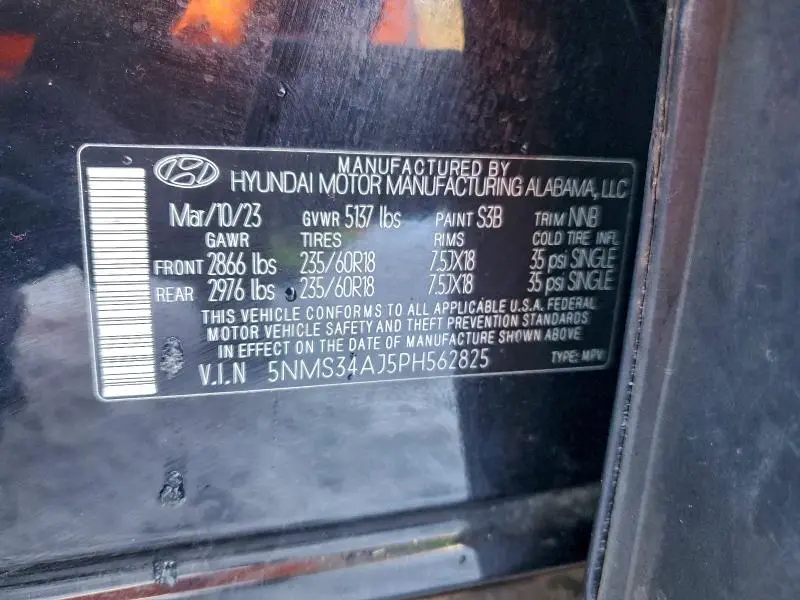 MANUFACTURED BY
HYUNDAI MOTOR MANUFACTURING ALABAMA, LLC
Mar/10/23 GVWR 5137 lbs PAINT S3B TRIM NNB
GAWR TIRES RIMS COLD TIRE INFL
FRONT 2866 lbs 235/60R18 7.5JX18 35 psi SINGLE
REAR 2976 lbs 235/60R18 7.5JX18 35 psi SINGLE
THIS VEHICLE CONFORMS TO ALL APPLICABLE U.S.A. FEDERAL
MOTOR VEHICLE SAFETY AND THEFT PREVENTION STANDARDS
IN EFFECT ON THE DATE OF MANUFACTURE SHOWN ABOVE
V.I.N 5NMS34AJ5PH562825 TYPE: MPV